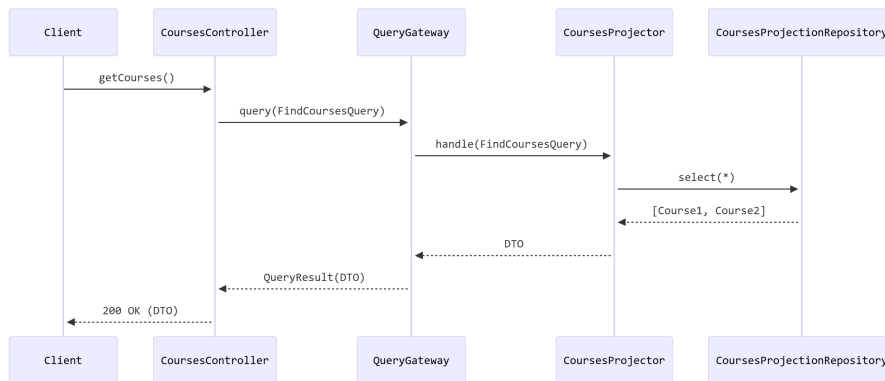 Client
CoursesController
QueryGateway
CoursesProjector
CoursesProjectionRepository
getCourses()
query(FindCoursesQuery)
handle(FindCoursesQuery)
select(*)
[Course1, Course2]
DTO
QueryResult(DTO)
200 OK (DTO)
Client
CoursesController
QueryGateway
CoursesProjector
CoursesProjectionRepository